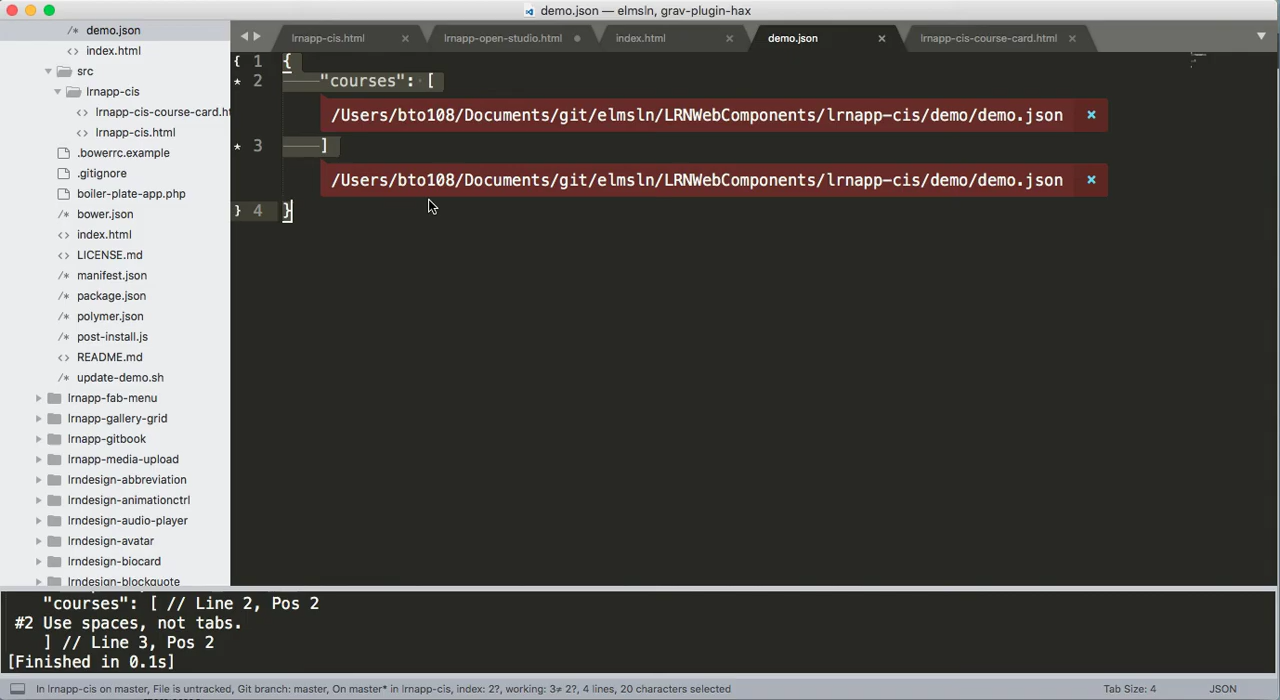 demo.json — elmsln, grav-plugin-hax
lrnapp-cis.html ×
lrnapp-open-studio.html
index.html ×
demo.json ×
lrnapp-cis-course-card.html ×
/* demo.json
<> index.html
src
lrnapp-cis
<> lrnapp-cis-course-card.ht
<> lrnapp-cis.html
.bowerrc.example
.gitignore
boiler-plate-app.php
/* bower.json
<> index.html
<> LICENSE.md
/* manifest.json
/* package.json
/* polymer.json
/* post-install.js
<> README.md
/* update-demo.sh
lrnapp-fab-menu
lrnapp-gallery-grid
lrnapp-gitbook
lrnapp-media-upload
lrndesign-abbreviation
lrndesign-animationctrl
lrndesign-audio-player
lrndesign-avatar
lrndesign-biocard
lrndesign-blockquote
{ 1 {
* 2 "courses": [
/Users/bto108/Documents/git/elmsln/LRNWebComponents/lrnapp-cis/demo/demo.json ×
* 3 ]
/Users/bto108/Documents/git/elmsln/LRNWebComponents/lrnapp-cis/demo/demo.json ×
} 4 }
"courses": [ // Line 2, Pos 2
#2 Use spaces, not tabs.
] // Line 3, Pos 2
[Finished in 0.1s]
In lrnapp-cis on master, File is untracked, Git branch: master, On master* in lrnapp-cis, index: 2?, working: 3≠ 2?, 4 lines, 20 characters selected
Tab Size: 4
JSON